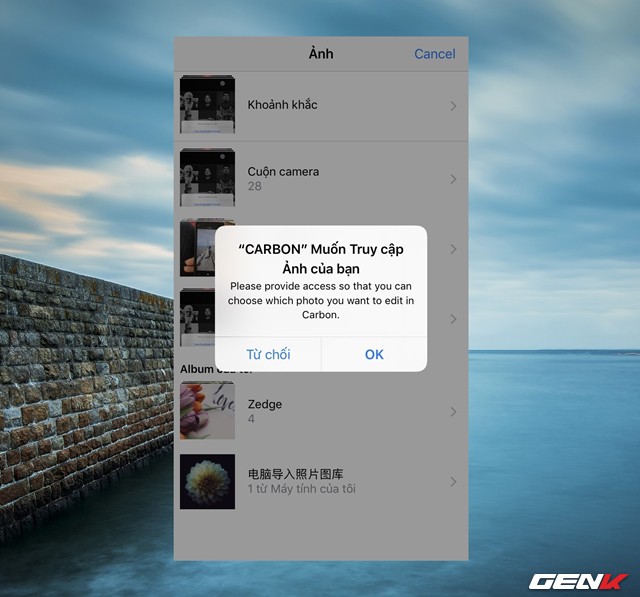 Ảnh
Cancel
Khoảnh khắc
Cuộn camera
28
“CARBON” Muốn Truy cập
Ảnh của bạn
Please provide access so that you can
choose which photo you want to edit in
Carbon.
Từ chối
OK
Album của tôi
Zedge
4
电脑导入照片图库
1 từ Máy tính của tôi
GENK